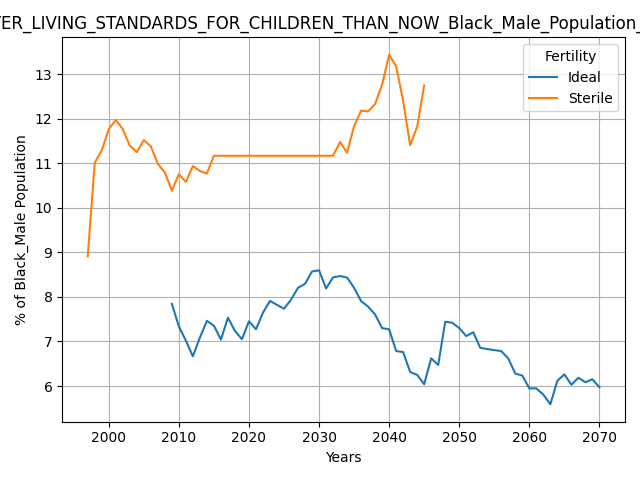 TER_LIVING_STANDARDS_FOR_CHILDREN_THAN_NOW_Black_Male_Population_
Fertility
Ideal
Sterile
% of Black_Male Population
13
12
11
10
9
8
7
6
2000 2010 2020 2030 2040 2050 2060 2070
Years